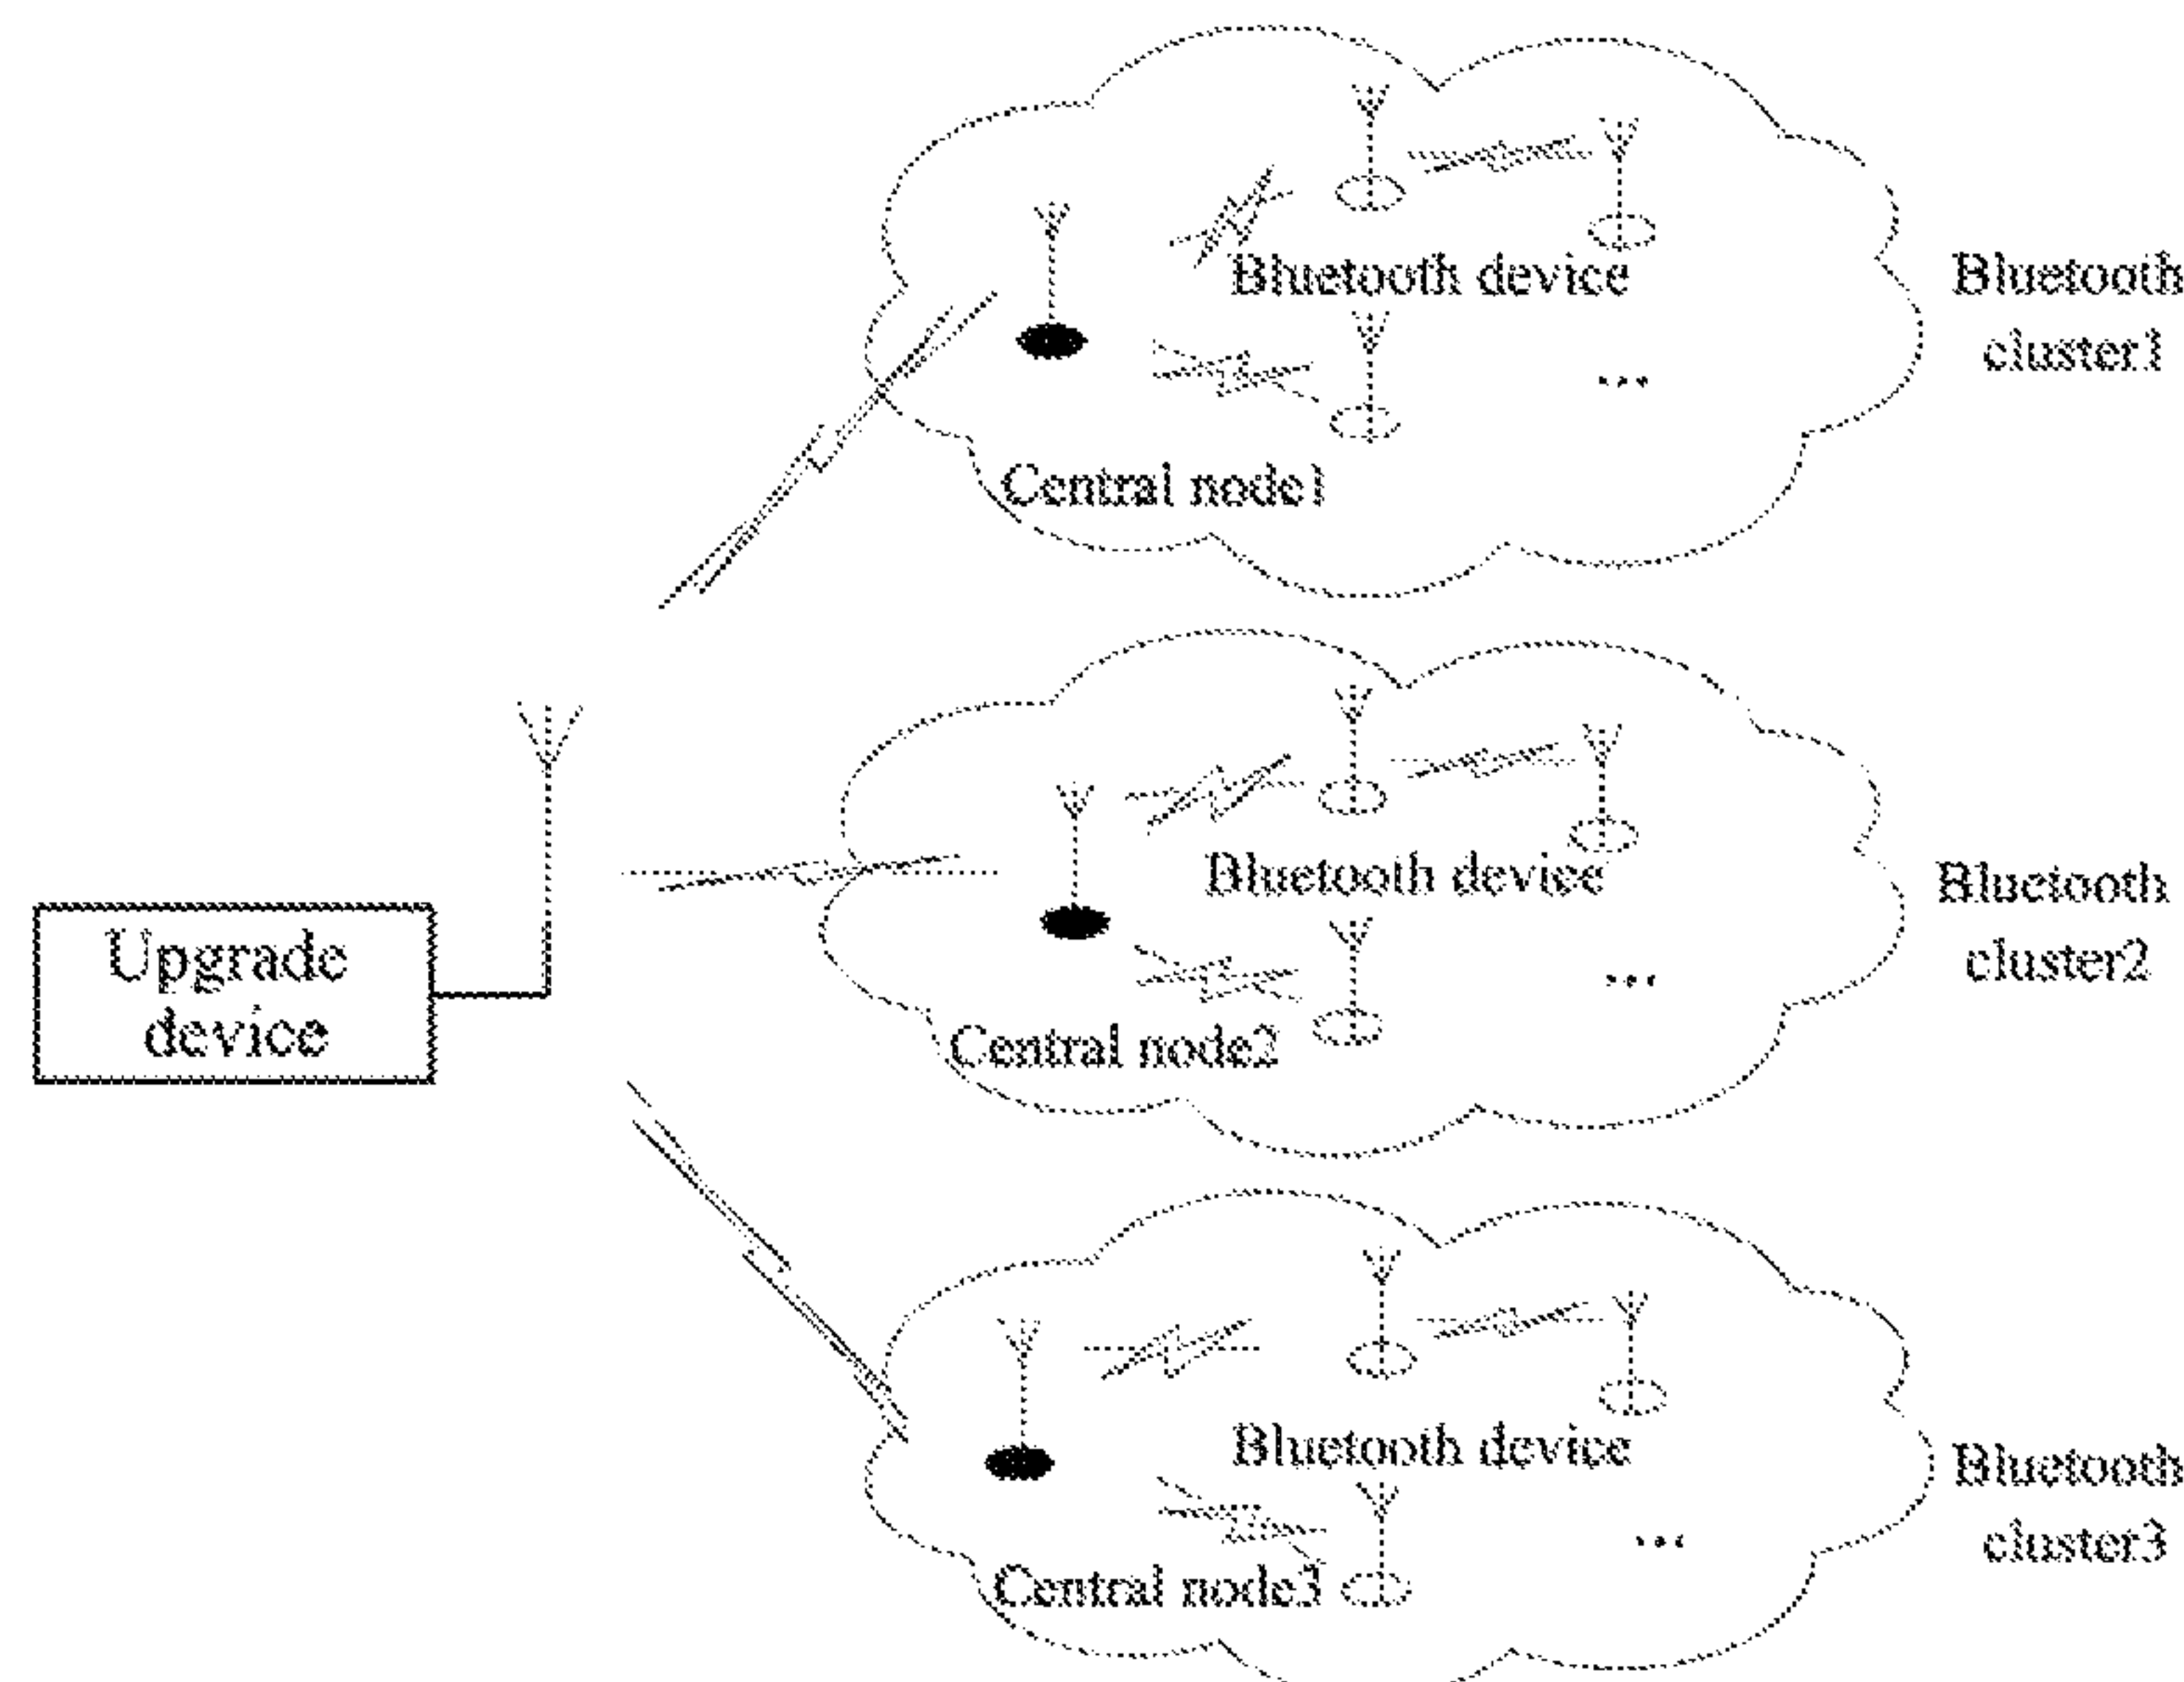 Bluetooth device
Bluetooth
cluster1
...
Central node1
Upgrade
device
Bluetooth device
Bluetooth
cluster2
...
Central node2
Bluetooth device
Bluetooth
cluster3
...
Central node3